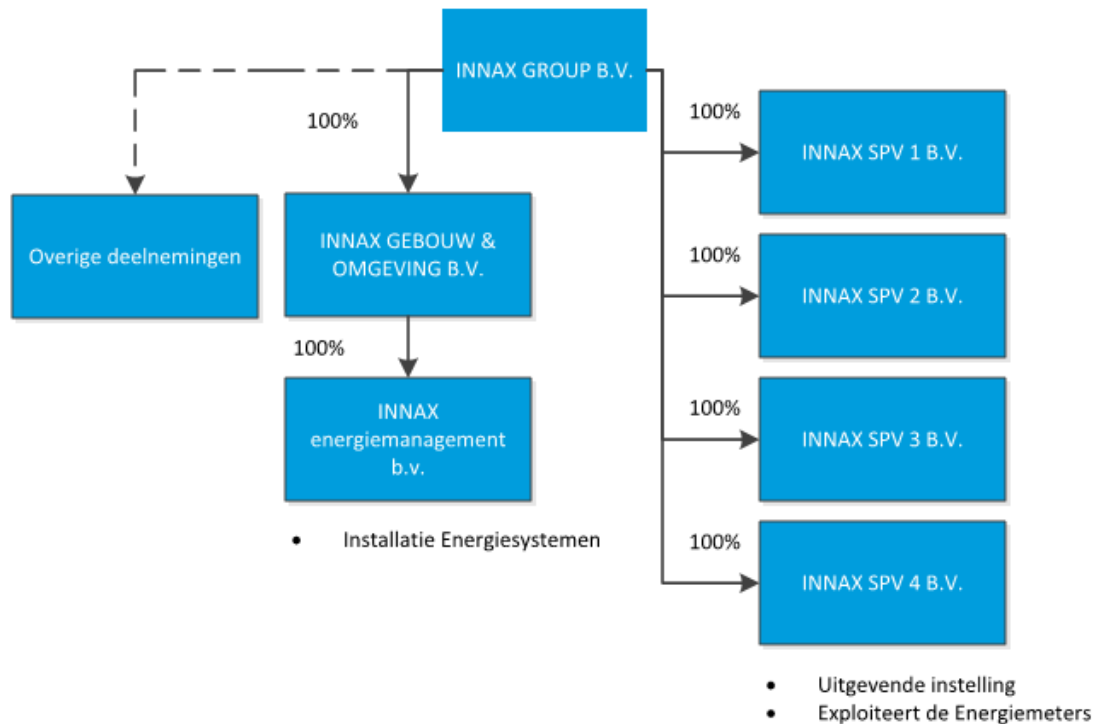 INNAX GROUP B.V.
100%
100%
INNAX SPV 1 B.V.
Overige deelnemingen
INNAX GEBOUW &
OMGEVING B.V.
100%
INNAX SPV 2 B.V.
100%
INNAX
energiemanagement
b.v.
100%
INNAX SPV 3 B.V.
• Installatie Energiesystemen
100%
INNAX SPV 4 B.V.
• Uitgevende instelling
• Exploiteert de Energiemeters